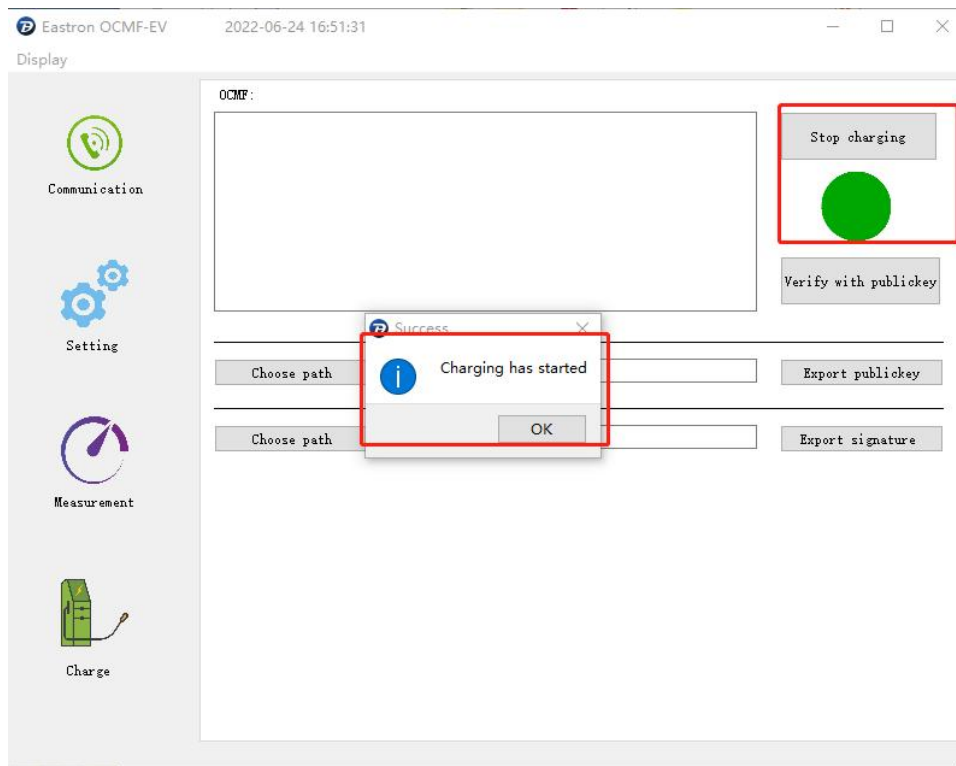 Eastron OCMF-EV 2022-06-24 16:51:31
Display
OCMF:
Stop charging
Communication
Verify with publickey
Setting
Success
Charging has started
OK
Choose path
Export publickey
Choose path
Export signature
Measurement
Charge